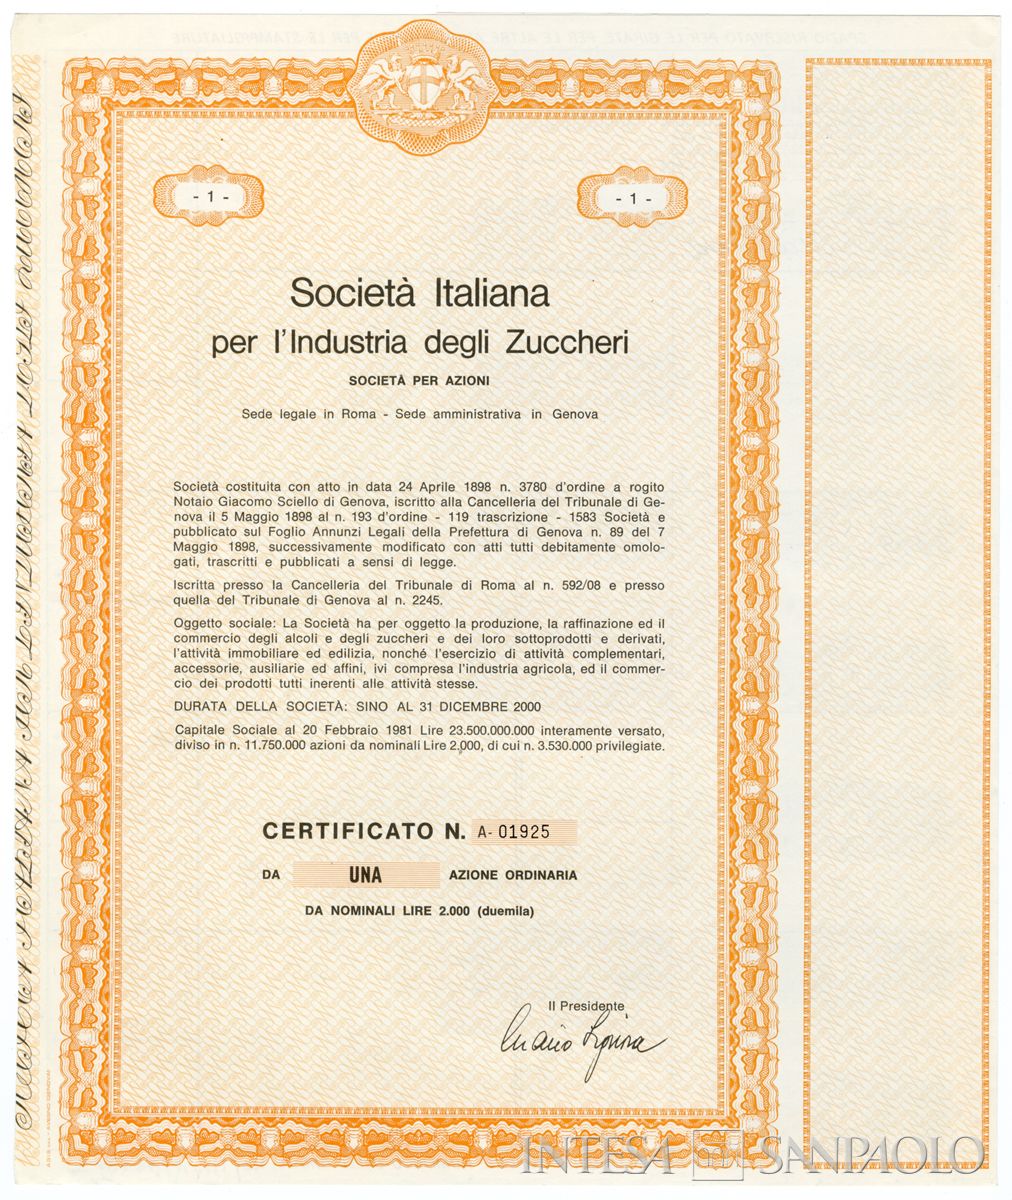 - 1 -
- 1 -
Società Italiana
per l'Industria degli Zuccheri
SOCIETÀ PER AZIONI
Sede legale in Roma - Sede amministrativa in Genova
Società costituita con atto in data 24 Aprile 1898 n. 3780 d'ordine a rogito
Notaio Giacomo Sciello di Genova, iscritto alla Cancelleria del Tribunale di Ge-
nova il 5 Maggio 1898 al n. 193 d'ordine - 119 trascrizione - 1583 Società e
pubblicato sul Foglio Annunzi Legali della Prefettura di Genova n. 89 del 7
Maggio 1898, successivamente modificato con atti tutti debitamente omolo-
gati, trascritti e pubblicati a sensi di legge.
Iscritta presso la Cancelleria del Tribunale di Roma al n. 592/08 e presso
quella del Tribunale di Genova al n. 2245.
Oggetto sociale: La Società ha per oggetto la produzione, la raffinazione ed il
commercio degli alcoli e degli zuccheri e dei loro sottoprodotti e derivati,
l'attività immobiliare ed edilizia, nonché l'esercizio di attività complementari,
accessorie, ausiliarie ed affini, ivi compresa l'industria agricola, ed il commer-
cio dei prodotti tutti inerenti alle attività stesse.
DURATA DELLA SOCIETÀ: SINO AL 31 DICEMBRE 2000
Capitale Sociale al 20 Febbraio 1981 Lire 23.500.000.000 interamente versato,
diviso in n. 11.750.000 azioni da nominali Lire 2.000, di cui n. 3.530.000 privilegiate.
CERTIFICATO N. A- 01925
DA UNA AZIONE ORDINARIA
DA NOMINALI LIRE 2.000 (duemila)
Il Presidente
INTESA SANPAOLO